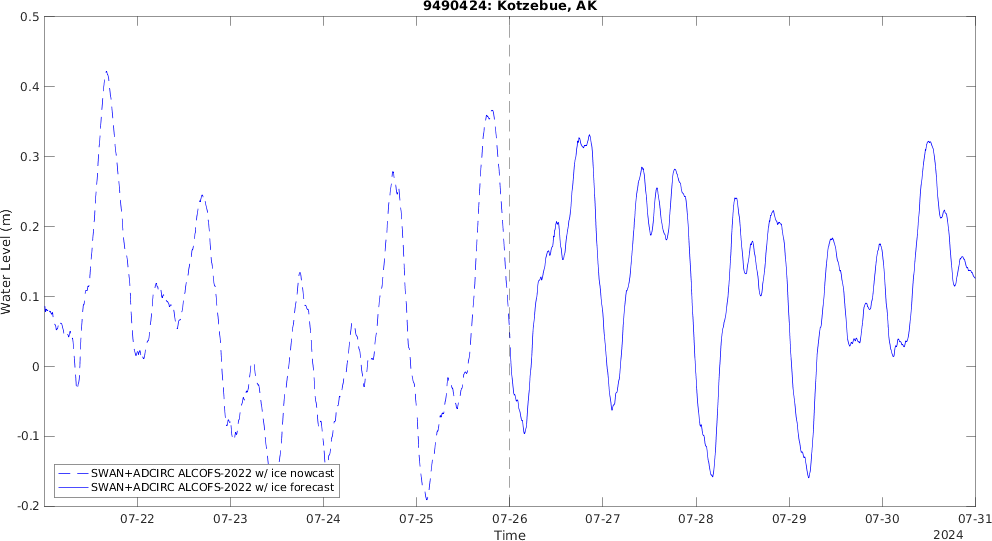 9490424: Kotzebue, AK
0.5
0.4
0.3
0.2
0.1
0
-0.1
-0.2
Water Level (m)
SWAN+ADCIRC ALCOFS-2022 w/ ice nowcast
SWAN+ADCIRC ALCOFS-2022 w/ ice forecast
07-22 07-23 07-24 07-25 07-26 07-27 07-28 07-29 07-30 07-31
Time
2024